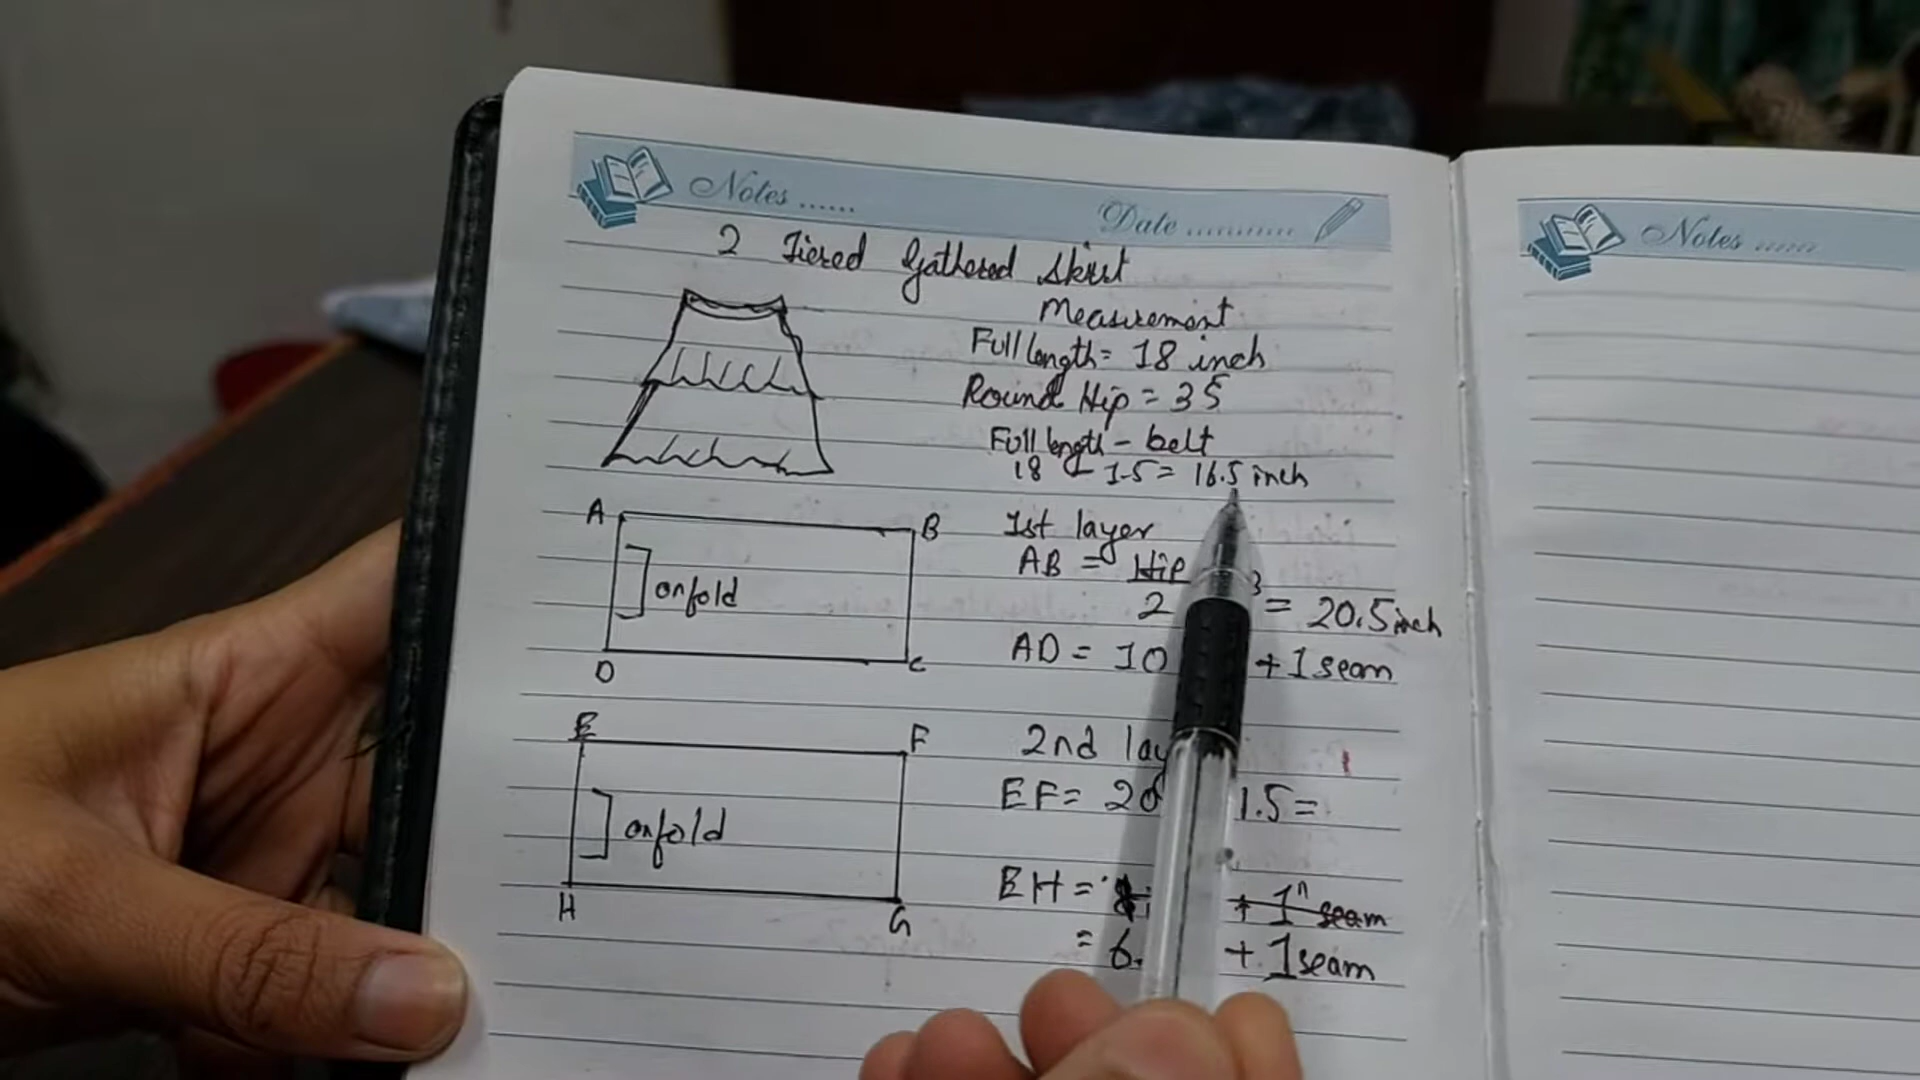 Notes ......
Date ............
2 Tiered Gathered Skirt
Measurement
Full length = 18 inch
Round Hip = 35
Full length - belt
18 - 1.5 = 16.5 inch
A B
D C
onfold
1st layer
AB = Hip
2 3 = 20.5 inch
AD = 10 + 1 seam
E F
H G
onfold
2nd
EF = 20 1.5 =
EH = + 1" seam
= 6. + 1 seam
Notes ......